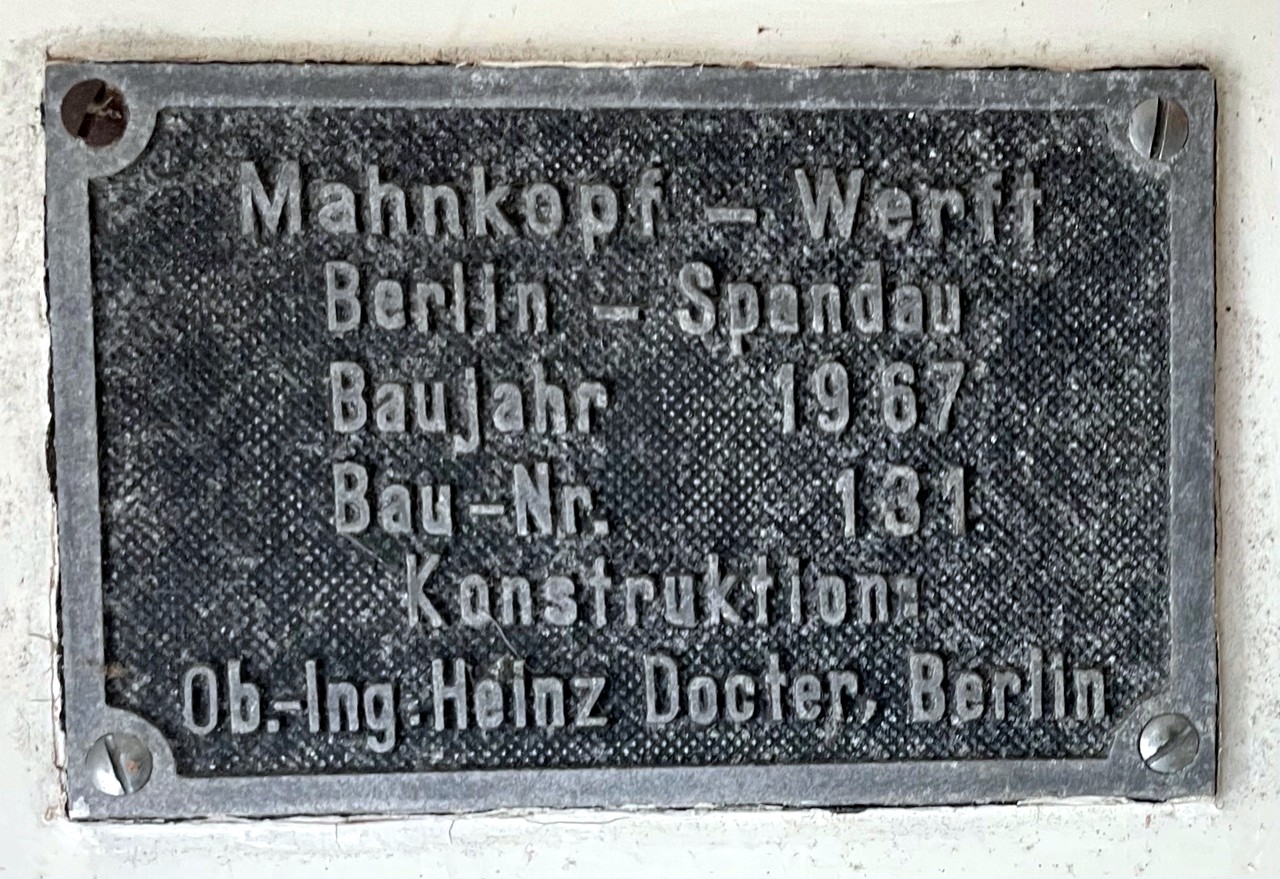 Mahnkopf - Werft
Berlin - Spandau
Baujahr 1967
Bau-Nr. 131
Konstruktion:
Ob.-Ing. Heinz Docter, Berlin